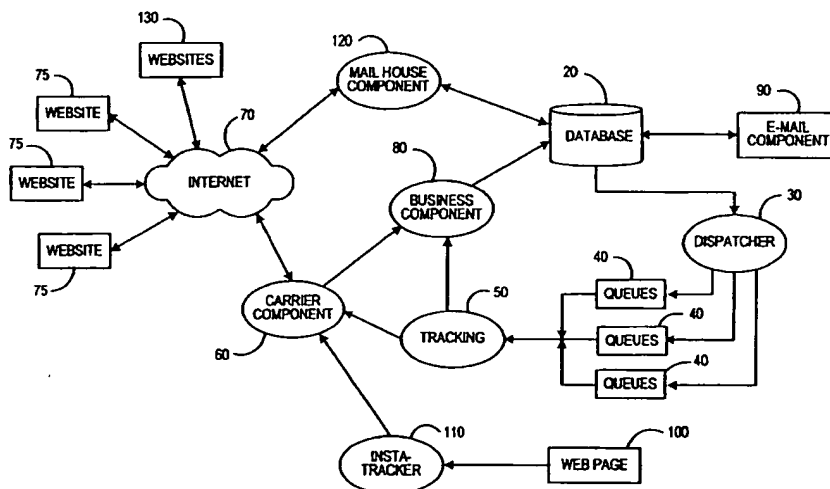 130
WEBSITES
120
MAIL HOUSE
COMPONENT
75
WEBSITE
70
20
DATABASE
90
E-MAIL
COMPONENT
75
WEBSITE
INTERNET
80
BUSINESS
COMPONENT
30
DISPATCHER
WEBSITE
75
CARRIER
COMPONENT
60
50
TRACKING
40
QUEUES
40
QUEUES
40
QUEUES
110
INSTA-
TRACKER
100
WEB PAGE